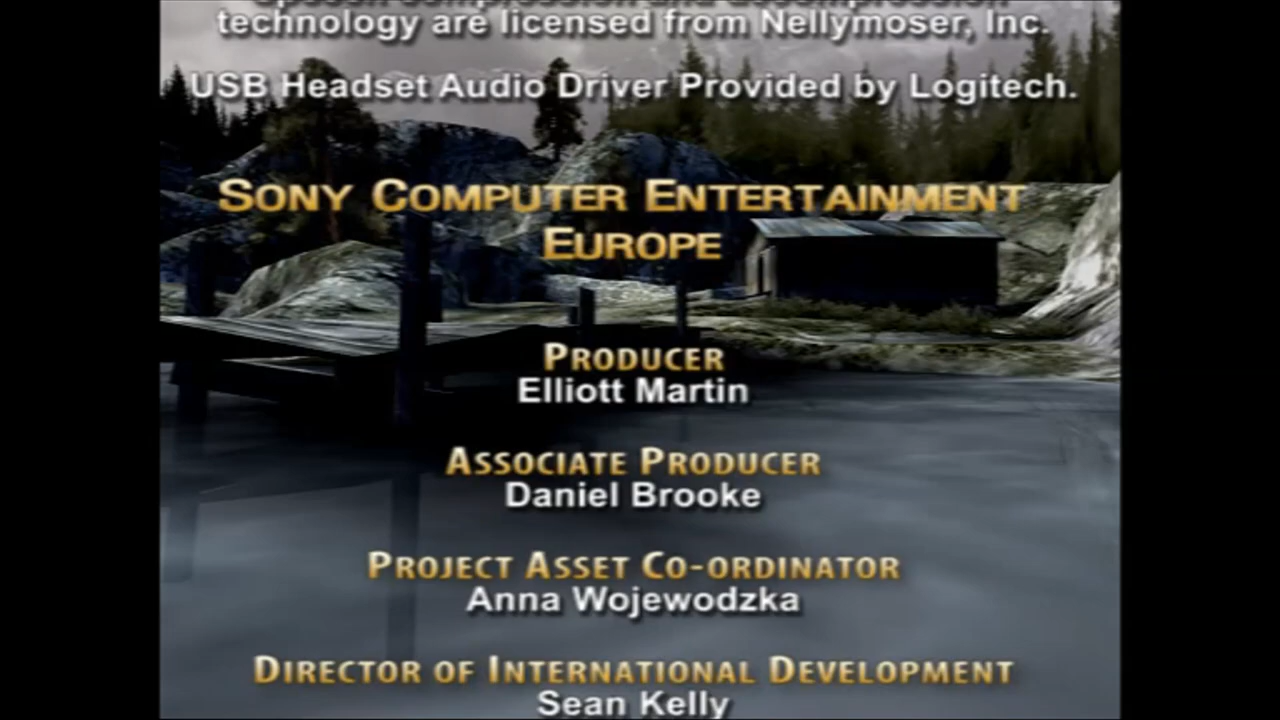 technology are licensed from Nellymoser, Inc.
USB Headset Audio Driver Provided by Logitech.
SONY COMPUTER ENTERTAINMENT
EUROPE
PRODUCER
Elliott Martin
ASSOCIATE PRODUCER
Daniel Brooke
PROJECT ASSET CO-ORDINATOR
Anna Wojewodzka
DIRECTOR OF INTERNATIONAL DEVELOPMENT
Sean Kelly